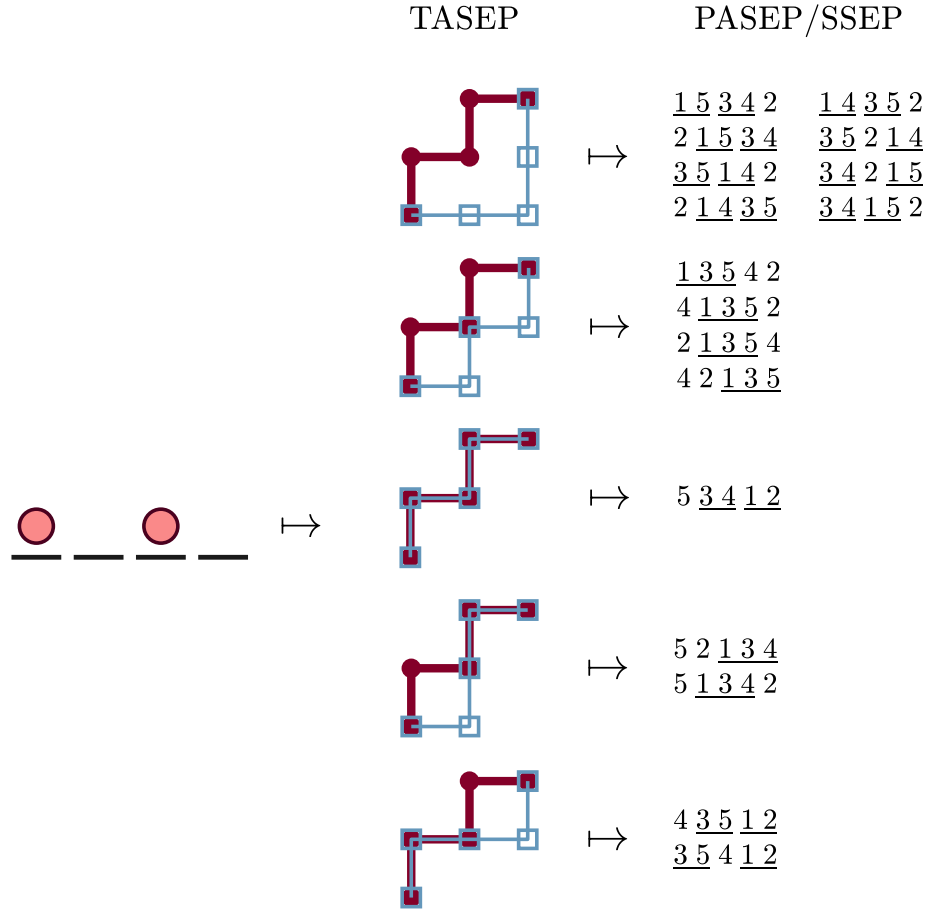 TASEP PASEP/SSEP
1 5 3 4 2 1 4 3 5 2
2 1 5 3 4 3 5 2 1 4
3 5 1 4 2 3 4 2 1 5
2 1 4 3 5 3 4 1 5 2
1 3 5 4 2
4 1 3 5 2
2 1 3 5 4
4 2 1 3 5
5 3 4 1 2
5 2 1 3 4
5 1 3 4 2
4 3 5 1 2
3 5 4 1 2